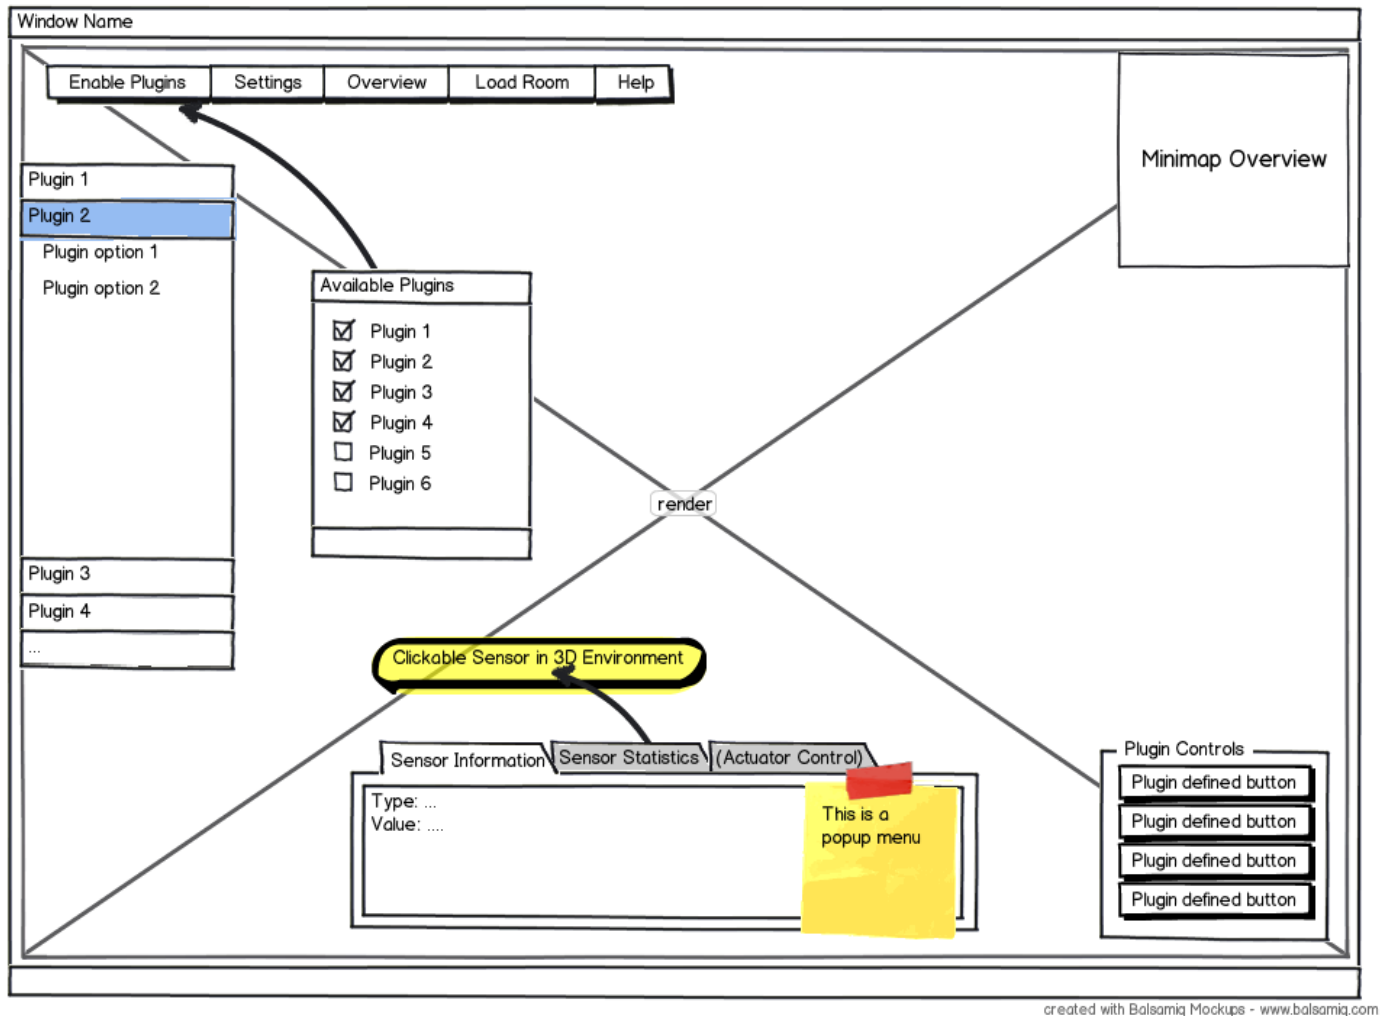 Window Name
Enable Plugins
Settings
Overview
Load Room
Help
Minimap Overview
Plugin 1
Plugin 2
Plugin option 1
Plugin option 2
Plugin 3
Plugin 4
...
Available Plugins
Plugin 1
Plugin 2
Plugin 3
Plugin 4
Plugin 5
Plugin 6
render
Clickable Sensor in 3D Environment
Sensor Information
Sensor Statistics
(Actuator Control)
Type: ...
Value: ....
This is a
popup menu
Plugin Controls
Plugin defined button
Plugin defined button
Plugin defined button
Plugin defined button
created with Balsamiq Mockups - www.balsamiq.com